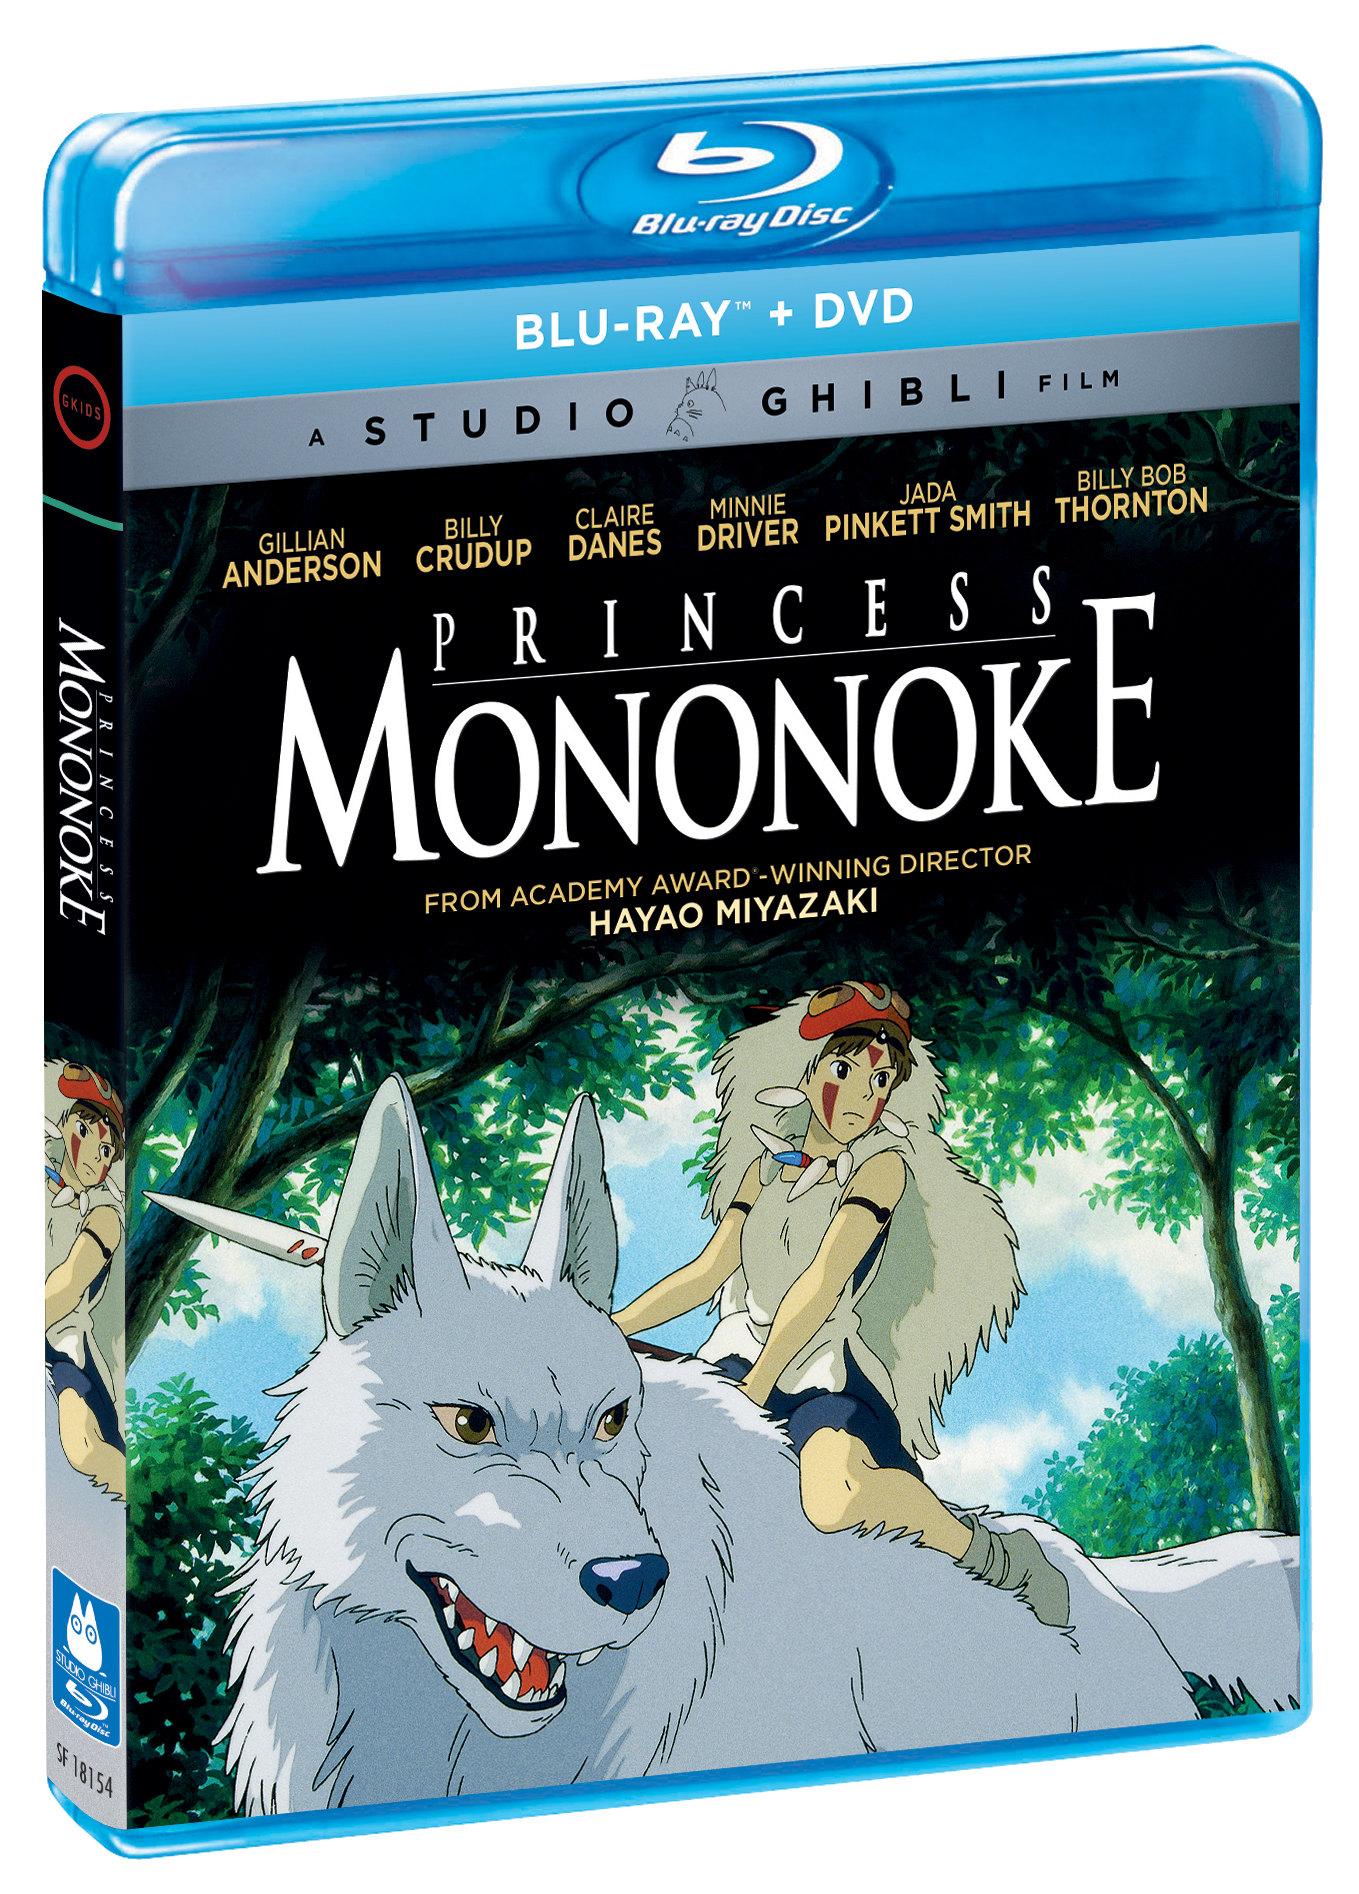 Blu-ray Disc
BLU-RAY™ + DVD
A STUDIO GHIBLI FILM
GILLIAN ANDERSON
BILLY CRUDUP
CLAIRE DANES
MINNIE DRIVER
JADA PINKETT SMITH
BILLY BOB THORNTON
PRINCESS
MONONOKE
FROM ACADEMY AWARD®-WINNING DIRECTOR
HAYAO MIYAZAKI
GKIDS
PRINCESS
MONONOKE
STUDIO GHIBLI
Blu-ray Disc™
SF 18154